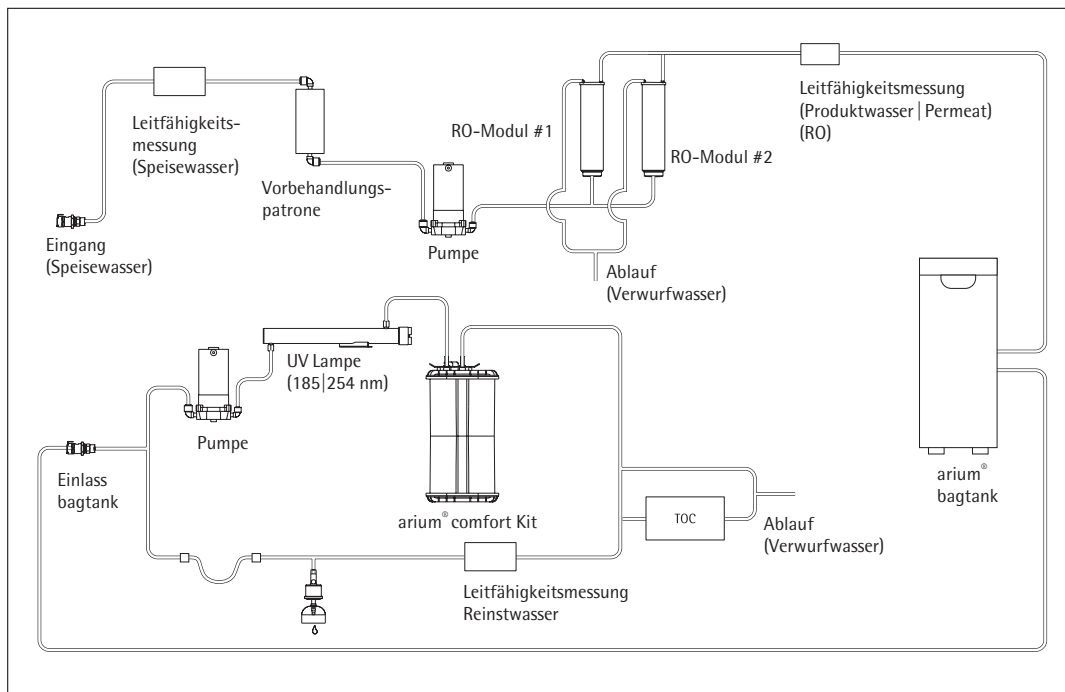 Leitfähigkeits-
messung
(Speisewasser)
Eingang
(Speisewasser)
Vorbehandlungs-
patrone
Pumpe
RO-Modul #1
RO-Modul #2
Ablauf
(Verwurfwasser)
Leitfähigkeitsmessung
(Produktwasser|Permeat)
(RO)
arium®
bagtank
UV Lampe
(185|254 nm)
Pumpe
Einlass
bagtank
arium® comfort Kit
TOC
Ablauf
(Verwurfwasser)
Leitfähigkeitsmessung
Reinstwasser